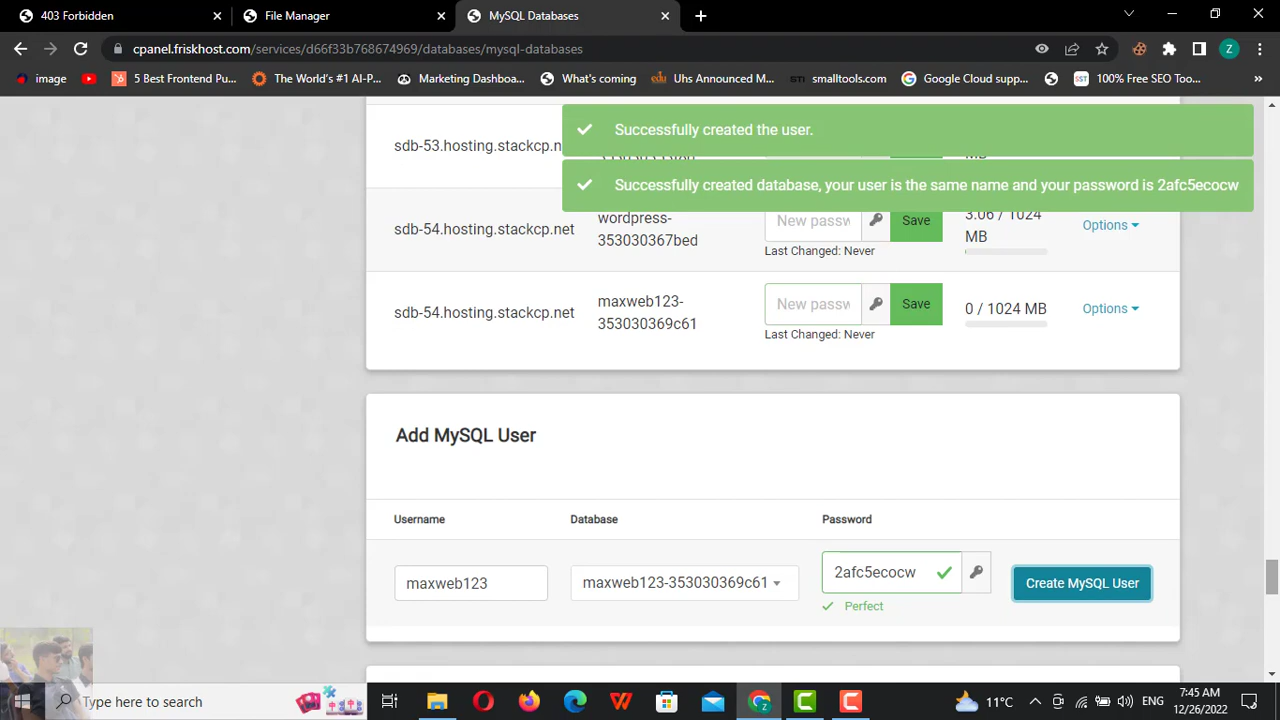 403 Forbidden
File Manager
MySQL Databases
cpanel.friskhost.com/services/d66f33b768674969/databases/mysql-databases
Z
image
5 Best Frontend Pu...
The World's #1 AI-P...
Marketing Dashboa...
What's coming
edu
Uhs Announced M...
STI
smalltools.com
Google Cloud supp...
SST
100% Free SEO Too...
»
Successfully created the user.
sdb-53.hosting.stackcp.n
MB
Successfully created database, your user is the same name and your password is 2afc5ecocw
sdb-54.hosting.stackcp.net
wordpress-
353030367bed
New passw
Save
Last Changed: Never
3.06 / 1024
MB
Options
sdb-54.hosting.stackcp.net
maxweb123-
353030369c61
New passw
Save
Last Changed: Never
0 / 1024 MB
Options
Add MySQL User
Username
Database
Password
maxweb123
maxweb123-353030369c61
2afc5ecocw
Perfect
Create MySQL User
Type here to search
11°C
ENG
7:45 AM
12/26/2022